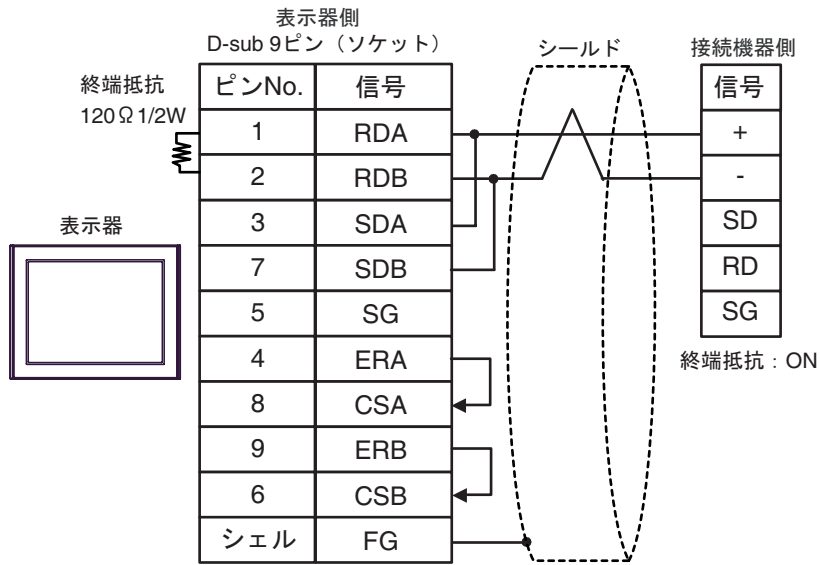 表示器側
D-sub 9ピン（ソケット）
シールド
接続機器側
終端抵抗
120Ω1/2W
ピンNo. 信号
1 RDA
2 RDB
3 SDA
7 SDB
5 SG
4 ERA
8 CSA
9 ERB
6 CSB
シェル FG
表示器
信号
+
-
SD
RD
SG
終端抵抗：ON